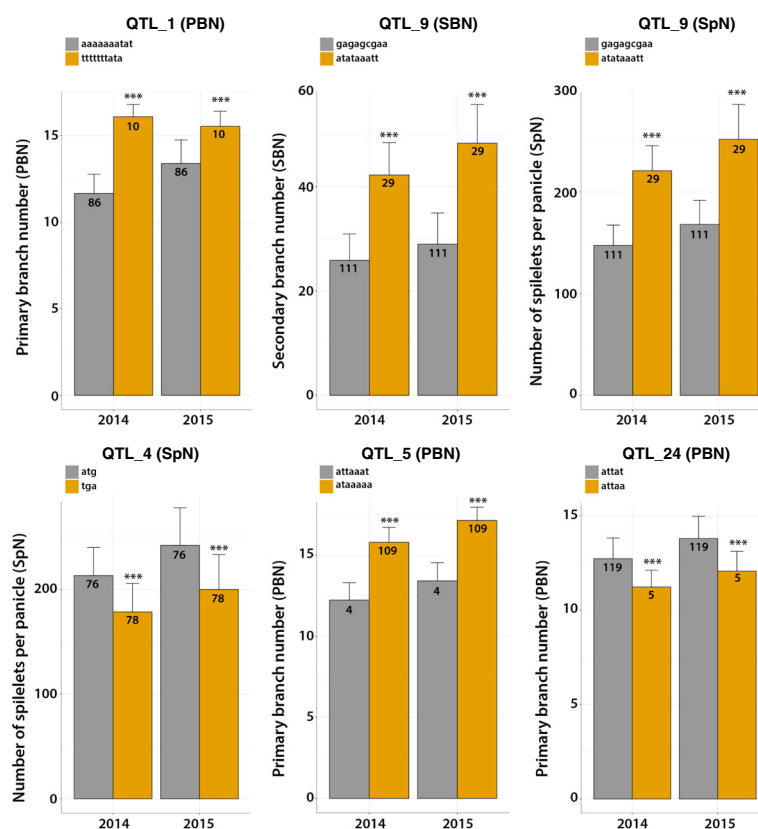 QTL_1 (PBN)
aaaaaaatat
tttttttata
Primary branch number (PBN)
15
10
5
0
***
***
86
10
86
10
2014
2015
QTL_9 (SBN)
gagagcgaa
atataaatt
Secondary branch number (SBN)
60
40
20
0
***
***
111
29
111
29
2014
2015
QTL_9 (SpN)
gagagcgaa
atataaatt
Number of spilelets per panicle (SpN)
300
200
100
0
***
***
111
29
111
29
2014
2015
QTL_4 (SpN)
atg
tga
Number of spilelets per panicle (SpN)
200
100
0
***
***
76
78
76
78
2014
2015
QTL_5 (PBN)
attaaat
ataaaaa
Primary branch number (PBN)
15
10
5
0
***
***
4
109
4
109
2014
2015
QTL_24 (PBN)
attat
attaa
Primary branch number (PBN)
15
10
5
0
***
***
119
5
119
5
2014
2015